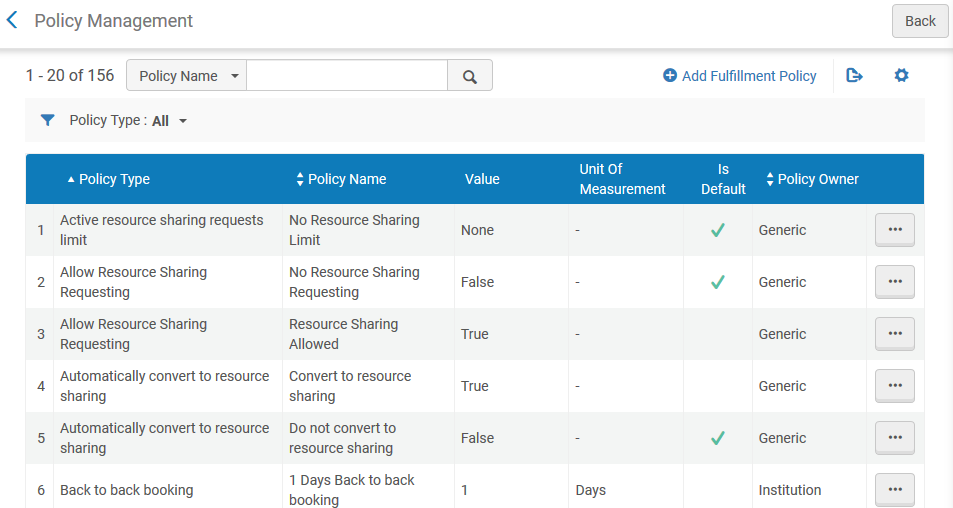 Policy Management
Back
1 - 20 of 156
Policy Name
Add Fulfillment Policy
Policy Type : All
Policy Type
Policy Name
Value
Unit Of
Measurement
Is
Default
Policy Owner
1
Active resource sharing requests
limit
No Resource Sharing
Limit
None
-
Generic
2
Allow Resource Sharing
Requesting
No Resource Sharing
Requesting
False
-
Generic
3
Allow Resource Sharing
Requesting
Resource Sharing
Allowed
True
-
Generic
4
Automatically convert to resource
sharing
Convert to resource
sharing
True
-
Generic
5
Automatically convert to resource
sharing
Do not convert to
resource sharing
False
-
Generic
6
Back to back booking
1 Days Back to back
booking
1
Days
Institution